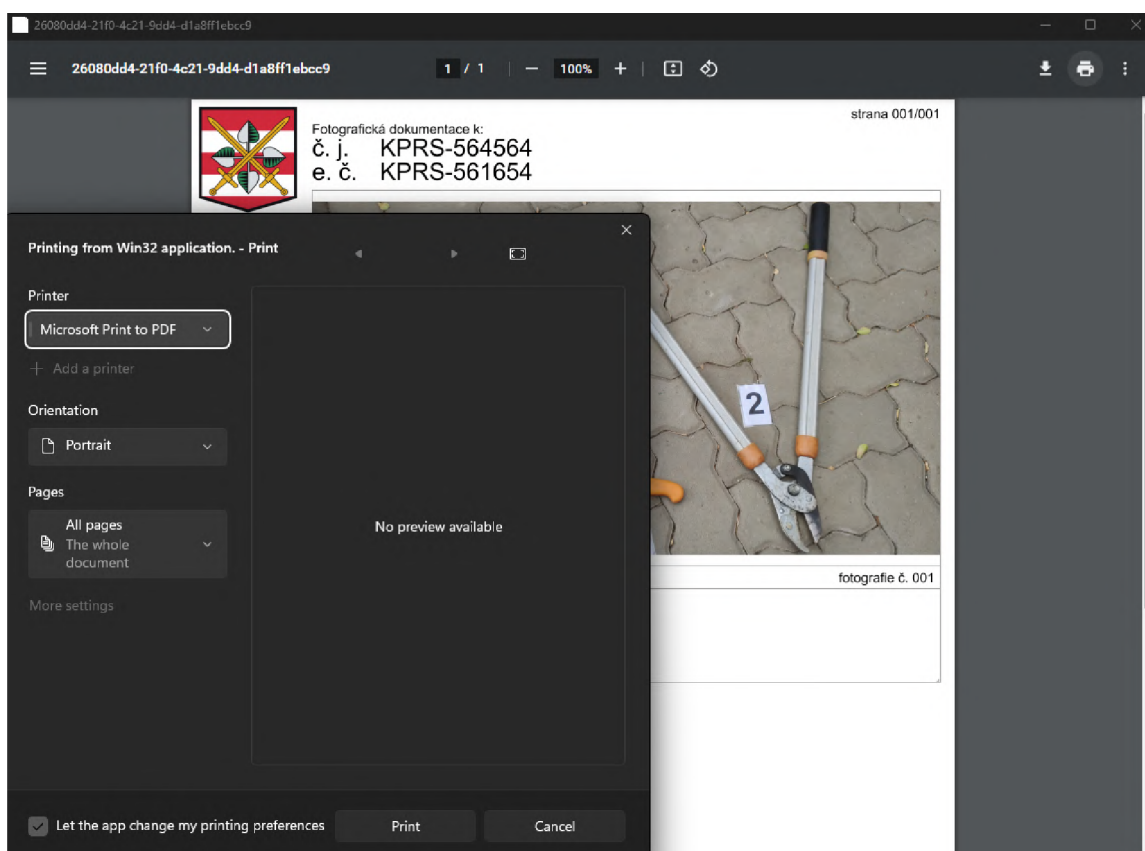 26080dd4-21f0-4c21-9dd4-d1a8ff1ebcc9
26080dd4-21f0-4c21-9dd4-d1a8ff1ebcc9
1 / 1
100%
strana 001/001
Fotografická dokumentace k:
č. j. KPRS-564564
e. č. KPRS-561654
2
fotografie č. 001
Printing from Win32 application. - Print
Printer
Microsoft Print to PDF
Add a printer
Orientation
Portrait
Pages
All pages
The whole
document
More settings
No preview available
Let the app change my printing preferences
Print
Cancel